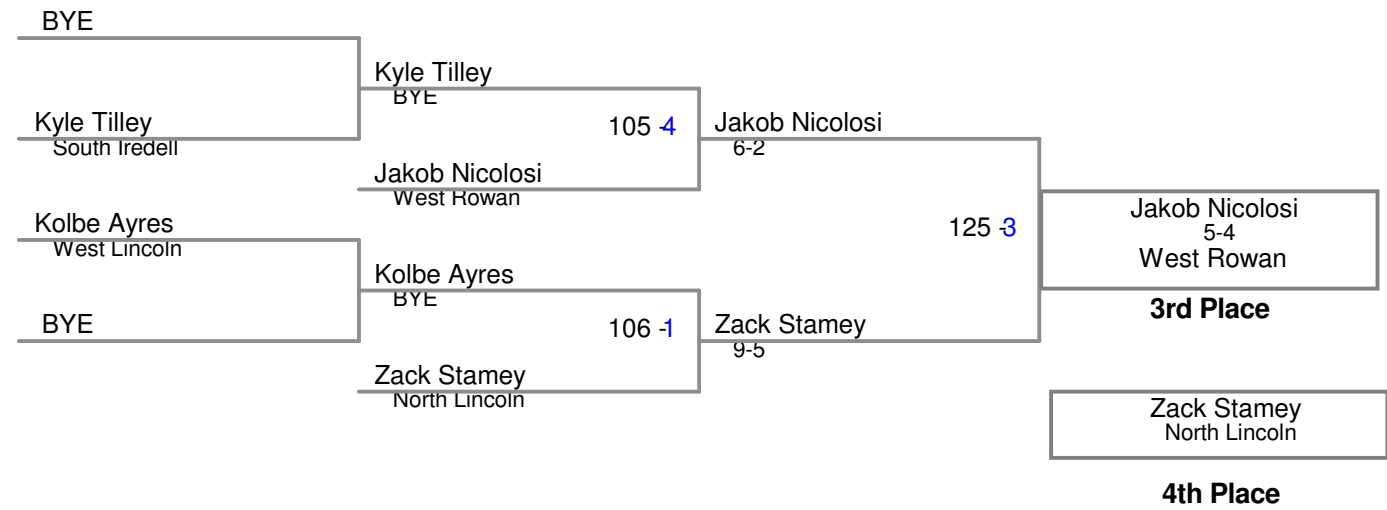 BYE
Kyle Tilley
BYE
Kyle Tilley
South Iredell
105 -4
Jakob Nicolosi
6-2
Jakob Nicolosi
West Rowan
Kolbe Ayres
West Lincoln
125 -3
Jakob Nicolosi
5-4
West Rowan
3rd Place
Kolbe Ayres
BYE
BYE
106 -1
Zack Stamey
9-5
Zack Stamey
North Lincoln
Zack Stamey
North Lincoln
4th Place